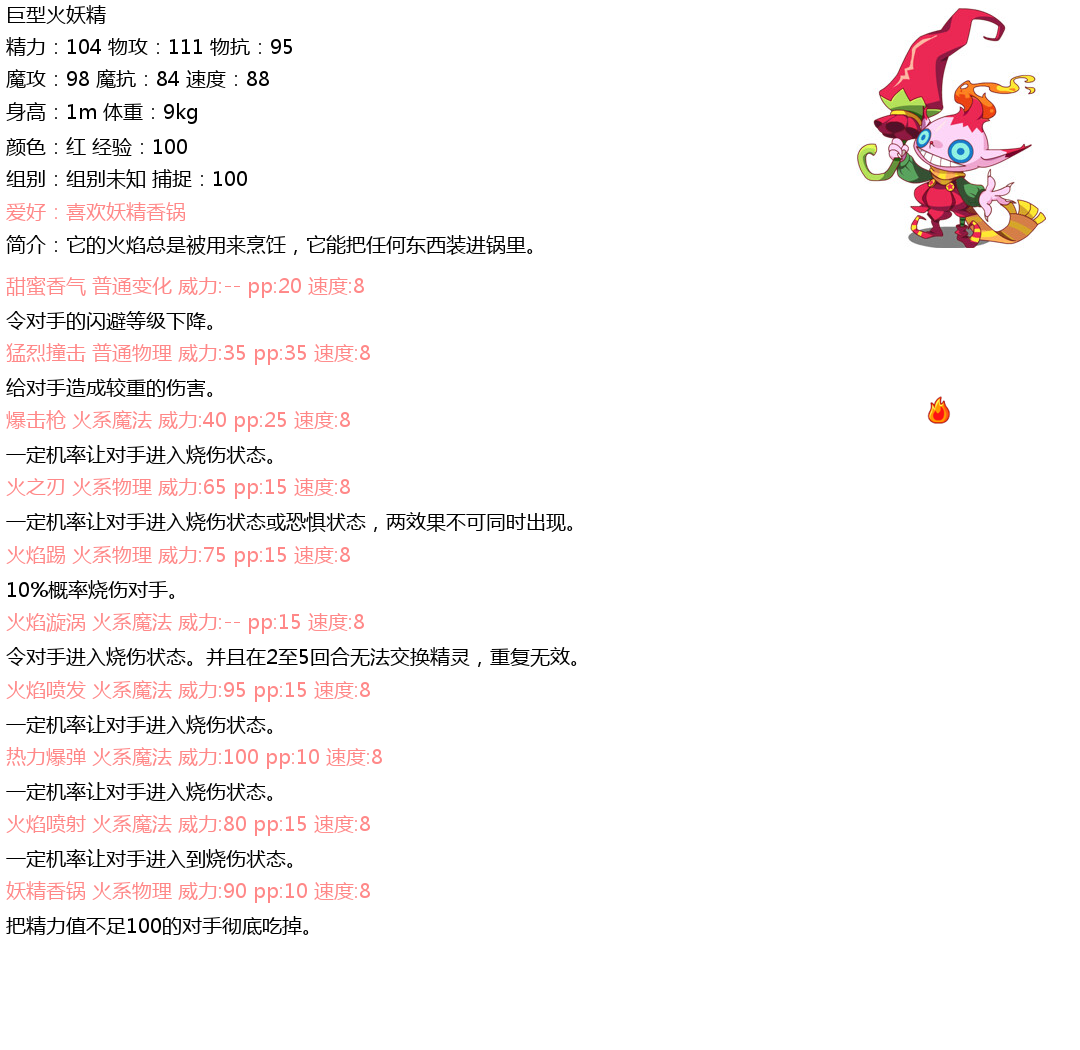 巨型火妖精
精力：104 物攻：111 物抗：95
魔攻：98 魔抗：84 速度：88
身高：1m 体重：9kg
颜色：红 经验：100
组别：组别未知 捕捉：100
爱好：喜欢妖精香锅
简介：它的火焰总是被用来烹饪，它能把任何东西装进锅里。
甜蜜香气 普通变化 威力:-- pp:20 速度:8
令对手的闪避等级下降。
猛烈撞击 普通物理 威力:35 pp:35 速度:8
给对手造成较重的伤害。
爆击枪 火系魔法 威力:40 pp:25 速度:8
一定机率让对手进入烧伤状态。
火之刃 火系物理 威力:65 pp:15 速度:8
一定机率让对手进入烧伤状态或恐惧状态，两效果不可同时出现。
火焰踢 火系物理 威力:75 pp:15 速度:8
10%概率烧伤对手。
火焰漩涡 火系魔法 威力:-- pp:15 速度:8
令对手进入烧伤状态。并且在2至5回合无法交换精灵，重复无效。
火焰喷发 火系魔法 威力:95 pp:15 速度:8
一定机率让对手进入烧伤状态。
热力爆弹 火系魔法 威力:100 pp:10 速度:8
一定机率让对手进入烧伤状态。
火焰喷射 火系魔法 威力:80 pp:15 速度:8
一定机率让对手进入到烧伤状态。
妖精香锅 火系物理 威力:90 pp:10 速度:8
把精力值不足100的对手彻底吃掉。